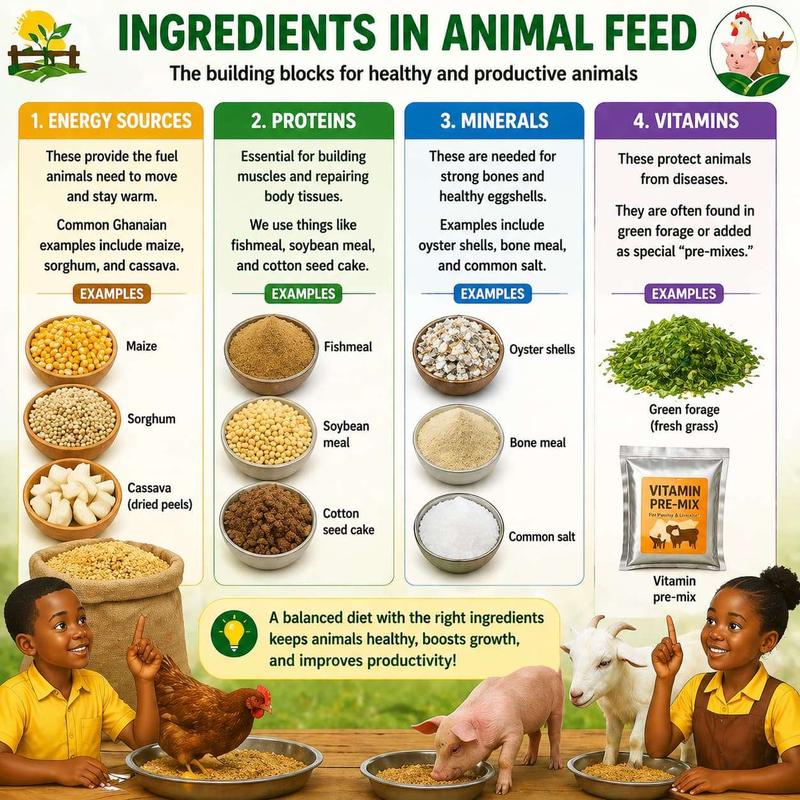 INGREDIENTS IN ANIMAL FEED
The building blocks for healthy and productive animals
1. ENERGY SOURCES
These provide the fuel
animals need to move
and stay warm.
Common Ghanaian
examples include maize,
sorghum, and cassava.
EXAMPLES
Maize
Sorghum
Cassava
(dried peels)
2. PROTEINS
Essential for building
muscles and repairing
body tissues.
We use things like
fishmeal, soybean meal,
and cotton seed cake.
EXAMPLES
Fishmeal
Soybean
meal
Cotton
seed cake
3. MINERALS
These are needed for
strong bones and
healthy eggshells.
Examples include
oyster shells, bone meal,
and common salt.
EXAMPLES
Oyster shells
Bone meal
Common salt
4. VITAMINS
These protect animals
from diseases.
They are often found in
green forage or added
as special “pre-mixes.”
EXAMPLES
Green forage
(fresh grass)
VITAMIN
PRE-MIX
For Poultry &
Vitamin
pre-mix
A balanced diet with the right ingredients
keeps animals healthy, boosts growth,
and improves productivity!